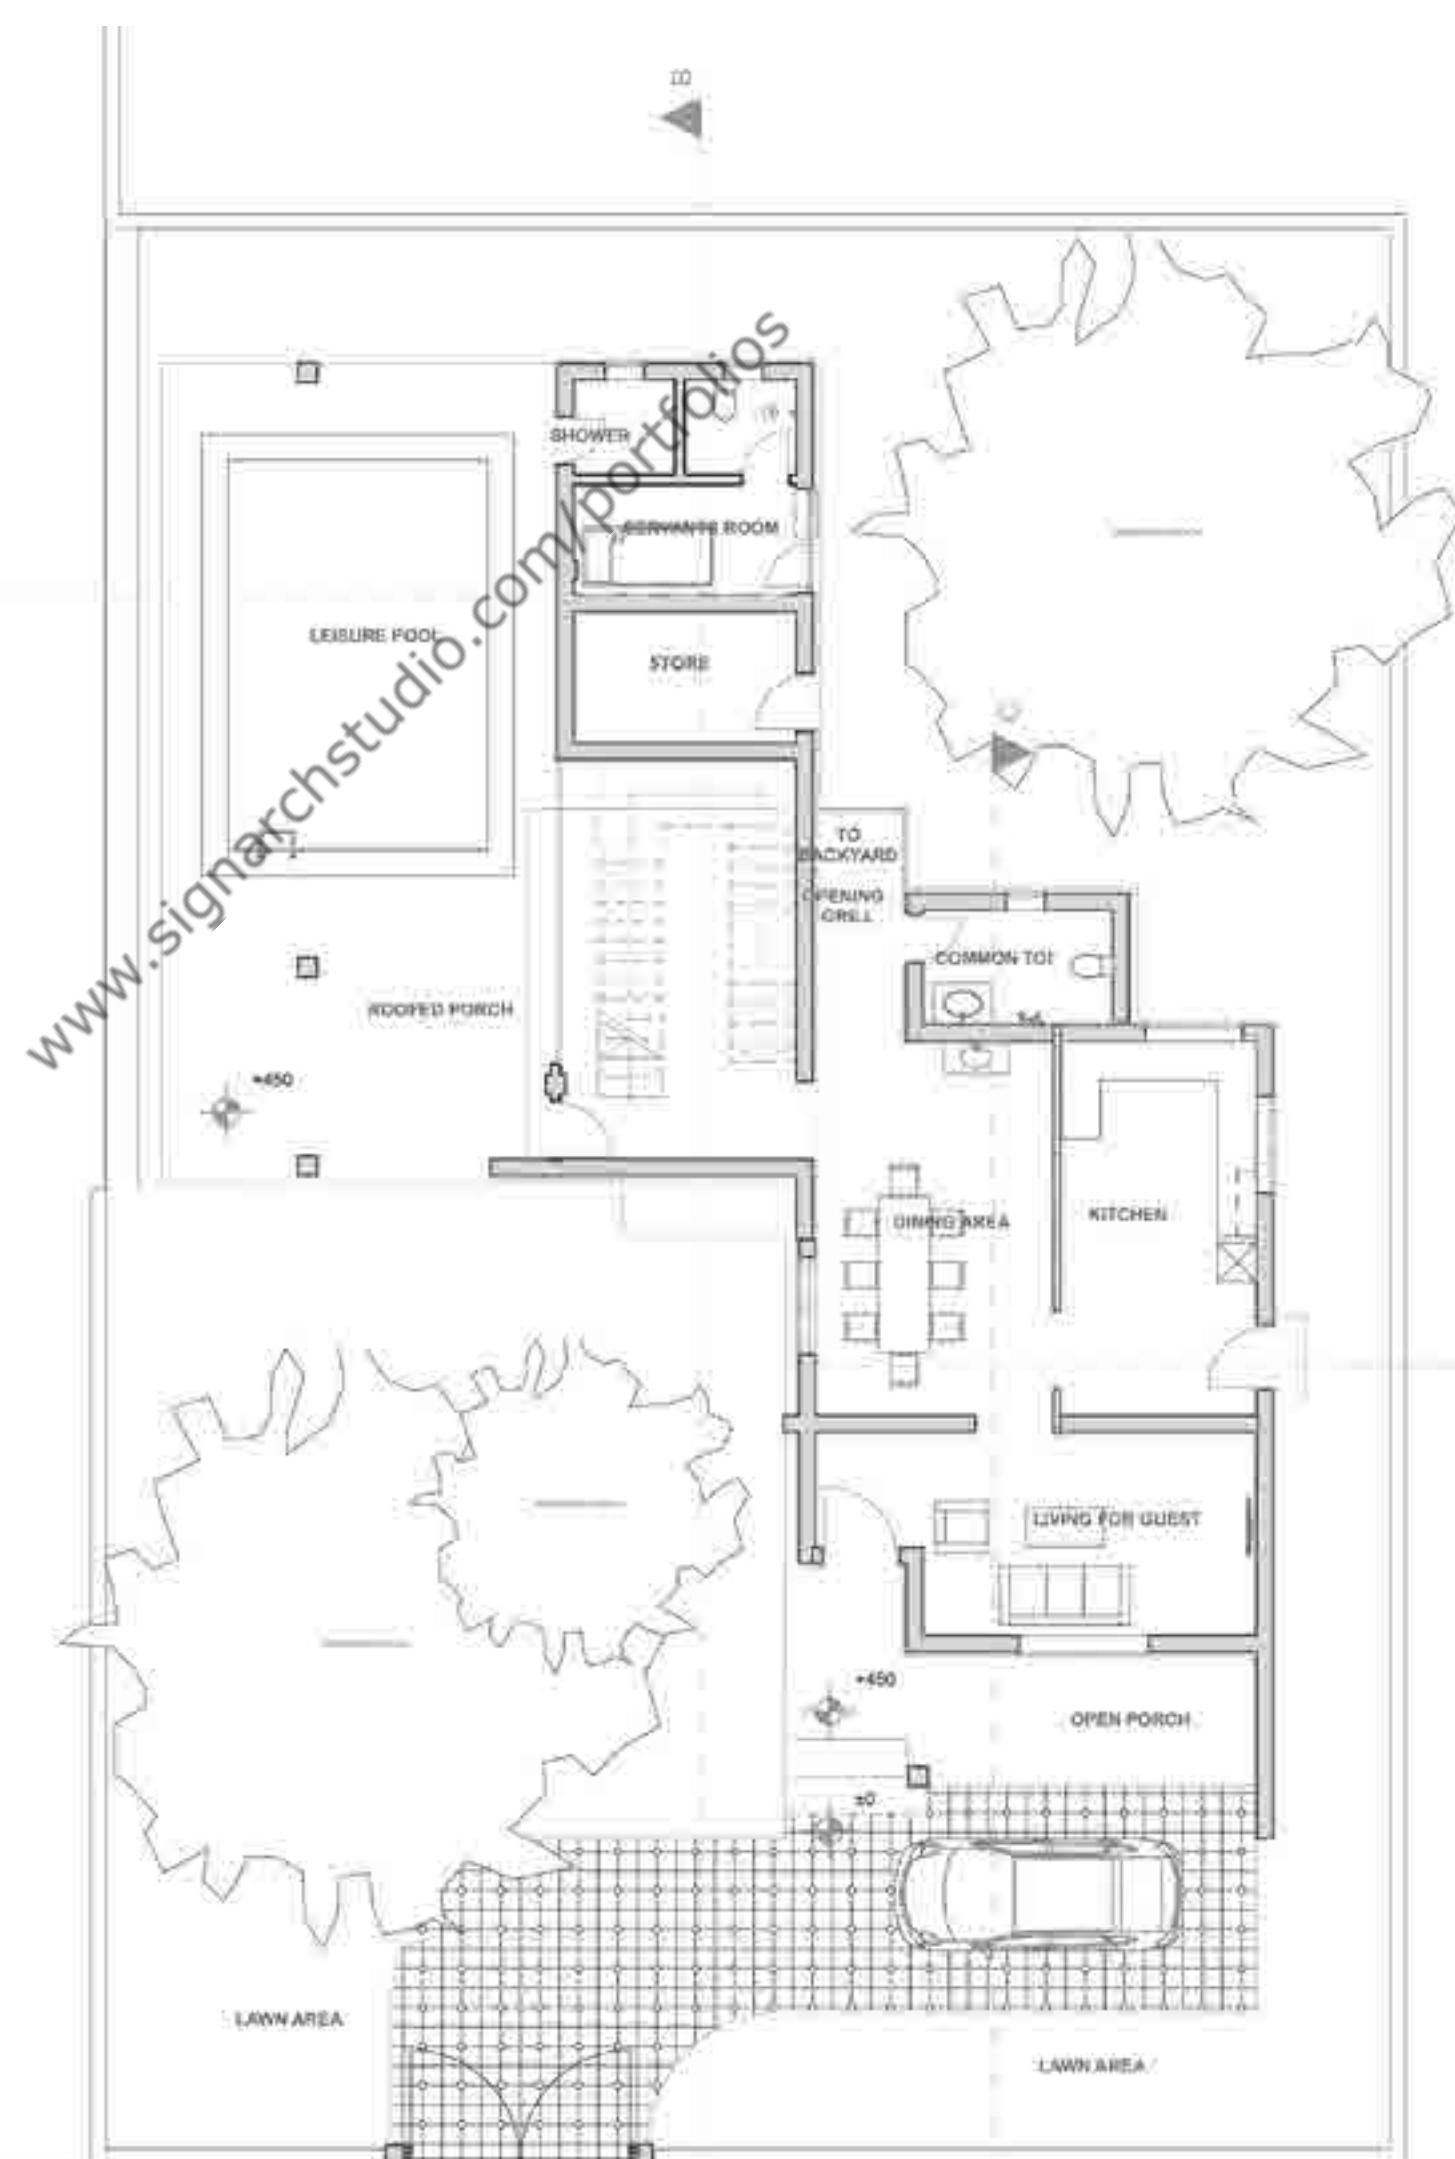 B
www.signarchstudio.com/portfolios
SHOWER
SERVANTS ROOM
LEISURE POOL
STORE
C
TO
BACKYARD
OPENING
GRILL
COMMON TOI
ROOFED PORCH
+450
DINING AREA
KITCHEN
LIVING FOR GUEST
+450
OPEN PORCH
±0
LAWN AREA
LAWN AREA